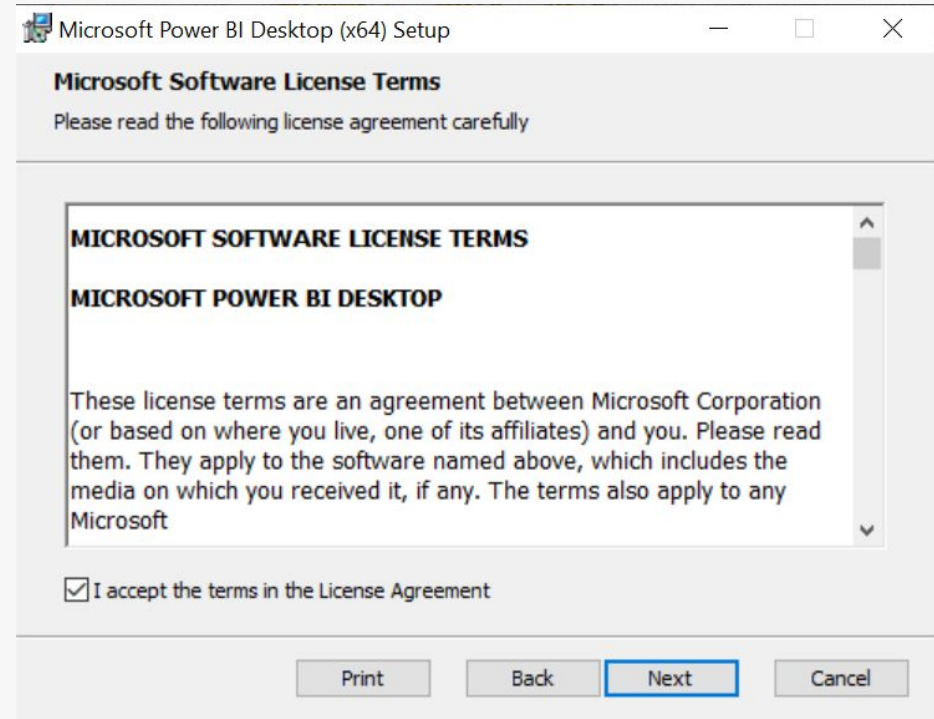 Microsoft Power BI Desktop (x64) Setup
Microsoft Software License Terms
Please read the following license agreement carefully
MICROSOFT SOFTWARE LICENSE TERMS
MICROSOFT POWER BI DESKTOP
These license terms are an agreement between Microsoft Corporation
(or based on where you live, one of its affiliates) and you. Please read
them. They apply to the software named above, which includes the
media on which you received it, if any. The terms also apply to any
Microsoft
I accept the terms in the License Agreement
Print Back Next Cancel